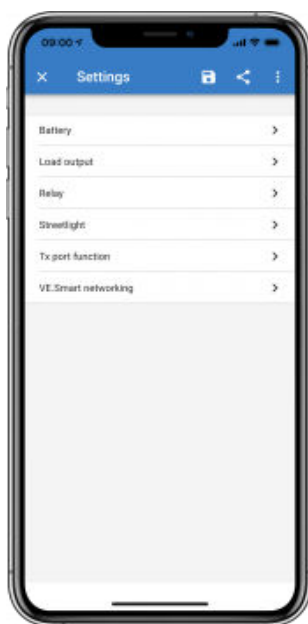 09:00
Settings
Battery
Load output
Relay
Streetlight
Tx port function
VE.Smart networking